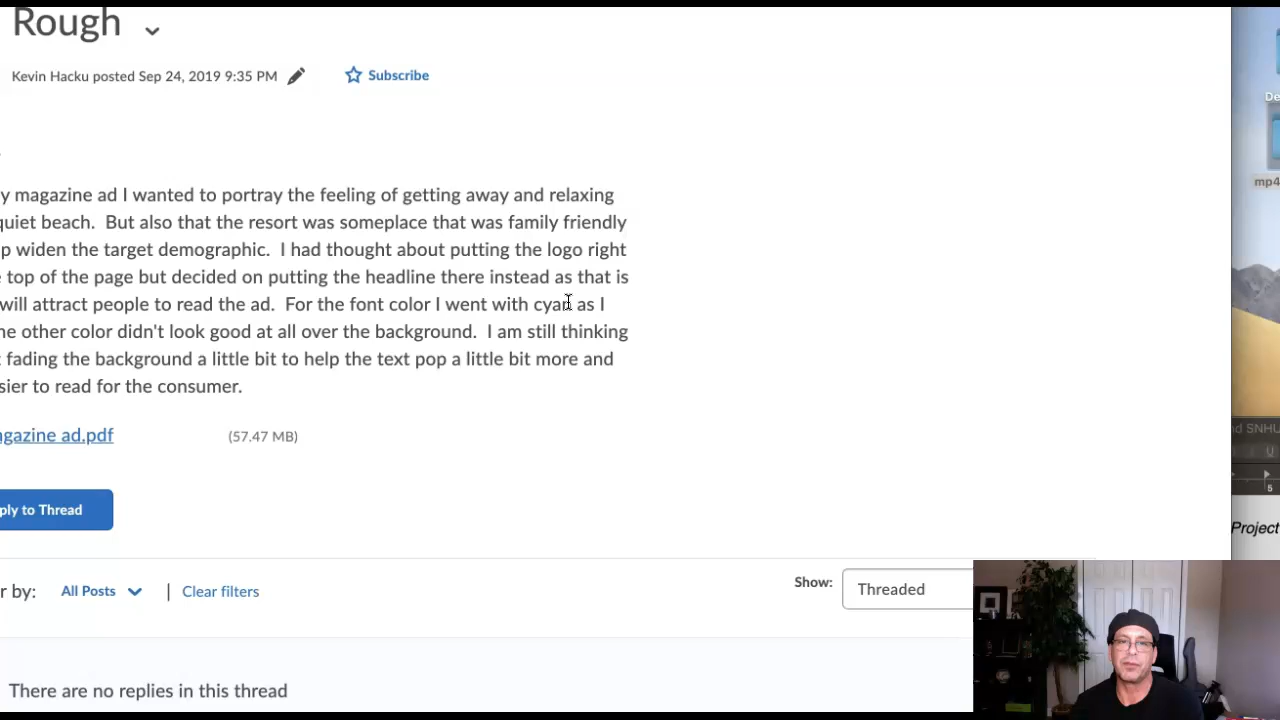 Rough
Kevin Hacku posted Sep 24, 2019 9:35 PM
Subscribe
y magazine ad I wanted to portray the feeling of getting away and relaxing
quiet beach. But also that the resort was someplace that was family friendly
p widen the target demographic. I had thought about putting the logo right
e top of the page but decided on putting the headline there instead as that is
will attract people to read the ad. For the font color I went with cyan as I
he other color didn't look good at all over the background. I am still thinking
t fading the background a little bit to help the text pop a little bit more and
sier to read for the consumer.
agazine ad.pdf (57.47 MB)
ply to Thread
r by: All Posts | Clear filters
Show: Threaded
There are no replies in this thread
De
mp4
nd SNHU
5
Project